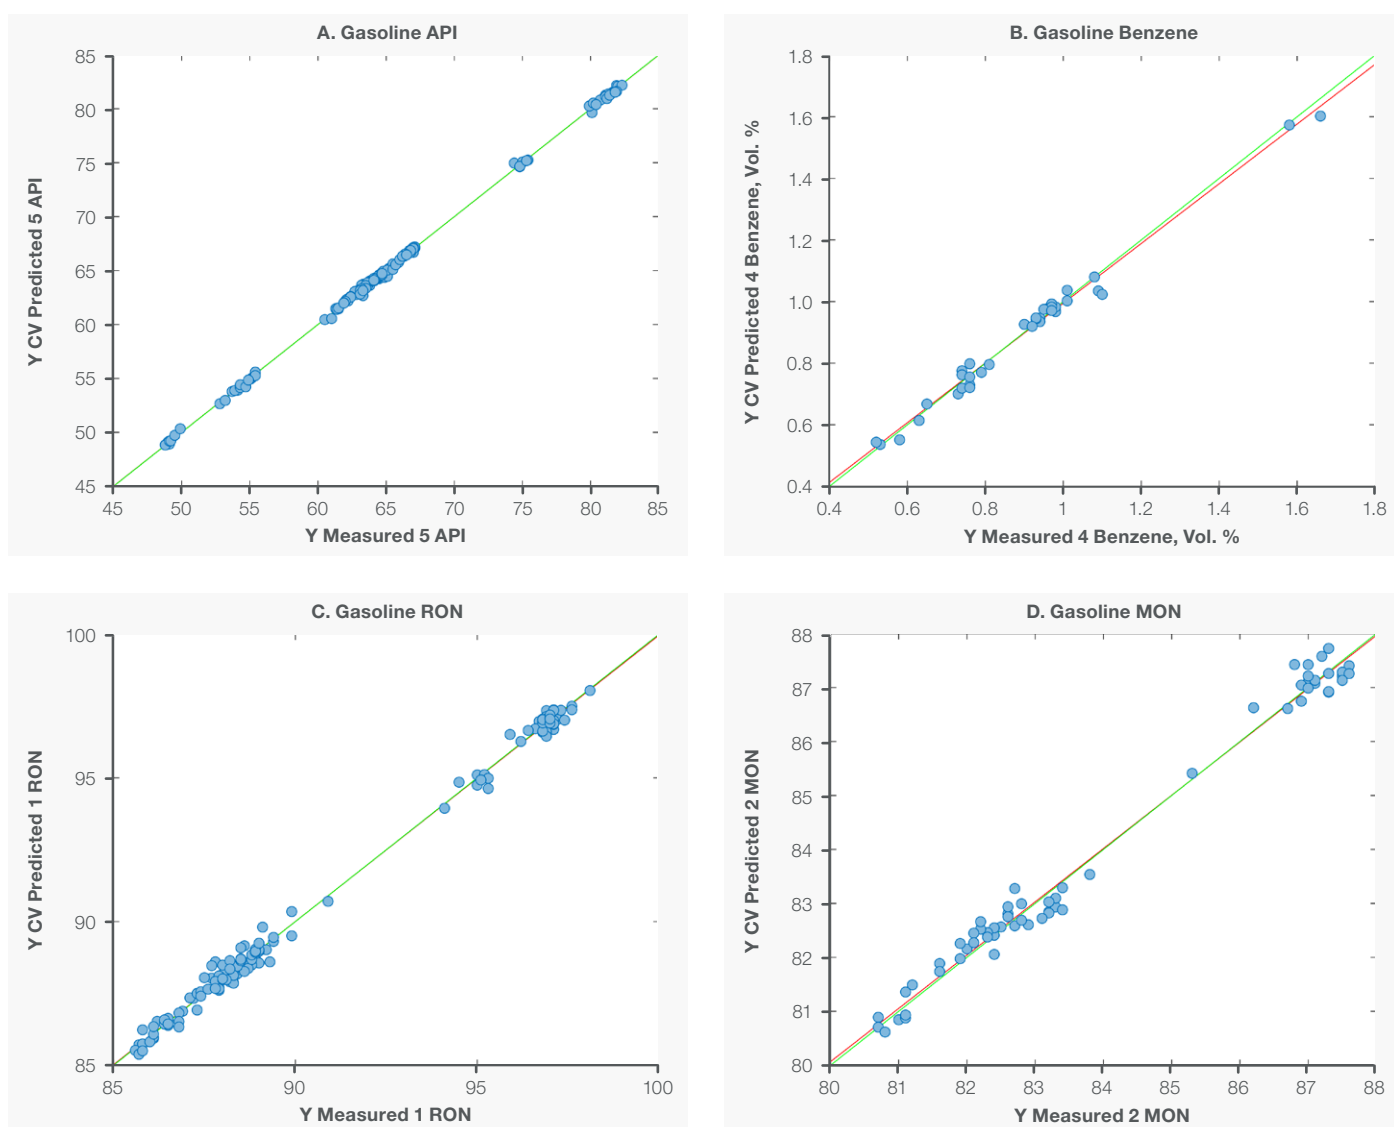 A. Gasoline API
85
80
75
70
65
60
55
50
45
45 50 55 60 65 70 75 80 85
Y CV Predicted 5 API
Y Measured 5 API
B. Gasoline Benzene
1.8
1.6
1.4
1.2
1.0
0.8
0.6
0.4
0.4 0.6 0.8 1 1.2 1.4 1.6 1.8
Y CV Predicted 4 Benzene, Vol. %
Y Measured 4 Benzene, Vol. %
C. Gasoline RON
100
95
90
85
85 90 95 100
Y CV Predicted 1 RON
Y Measured 1 RON
D. Gasoline MON
88
87
86
85
84
83
82
81
80
80 81 82 83 84 85 86 87 88
Y CV Predicted 2 MON
Y Measured 2 MON